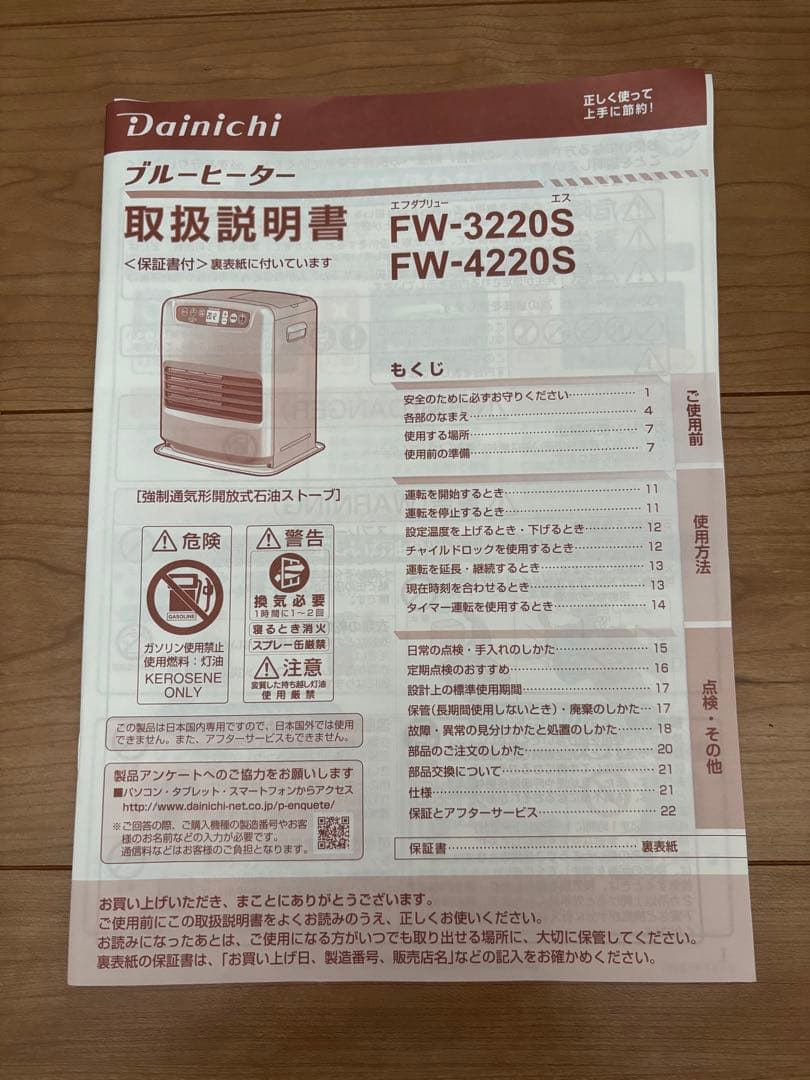 Dainichi
正しく使って
上手に節約!
ブルーヒーター
取扱説明書
<保証書付>裏表紙に付いています
エフダブリュー エス
FW-3220S
FW-4220S
[強制通気形開放式石油ストーブ]
危険
GASOLINE
ガソリン使用禁止
使用燃料:灯油
KEROSENE
ONLY
警告
換気必要
1時間に1~2回
寝るとき消火
スプレー缶厳禁
注意
変質した持ち越し灯油
使用厳禁
この製品は日本国内専用ですので、日本国外では使用
できません。また、アフターサービスもできません。
製品アンケートへのご協力をお願いします
■パソコン・タブレット・スマートフォンからアクセス
http://www.dainichi-net.co.jp/p-enquete/
※ご回答の際、ご購入機種の製造番号やお客
様のお名前などの入力が必要です。
通信料などはお客様のご負担となります。
もくじ
ご使用前
安全のために必ずお守りください…………… 1
各部のなまえ…………… 4
使用する場所…………… 7
使用前の準備…………… 7
使用方法
運転を開始するとき…………… 11
運転を停止するとき…………… 11
設定温度を上げるとき・下げるとき…………… 12
チャイルドロックを使用するとき…………… 12
運転を延長・継続するとき…………… 13
現在時刻を合わせるとき…………… 13
タイマー運転を使用するとき…………… 14
点検・その他
日常の点検・手入れのしかた…………… 15
定期点検のおすすめ…………… 16
設計上の標準使用期間…………… 17
保管(長期間使用しないとき)・廃棄のしかた… 17
故障・異常の見分けかたと処置のしかた……… 18
部品のご注文のしかた…………… 20
部品交換について…………… 21
仕様…………… 21
保証とアフターサービス…………… 22
保証書…………… 裏表紙
お買い上げいただき、まことにありがとうございます。
ご使用前にこの取扱説明書をよくお読みのうえ、正しくお使いください。
お読みになったあとは、ご使用になる方がいつでも取り出せる場所に、大切に保管してください。
裏表紙の保証書は、「お買い上げ日、製造番号、販売店名」などの記入をお確かめください。